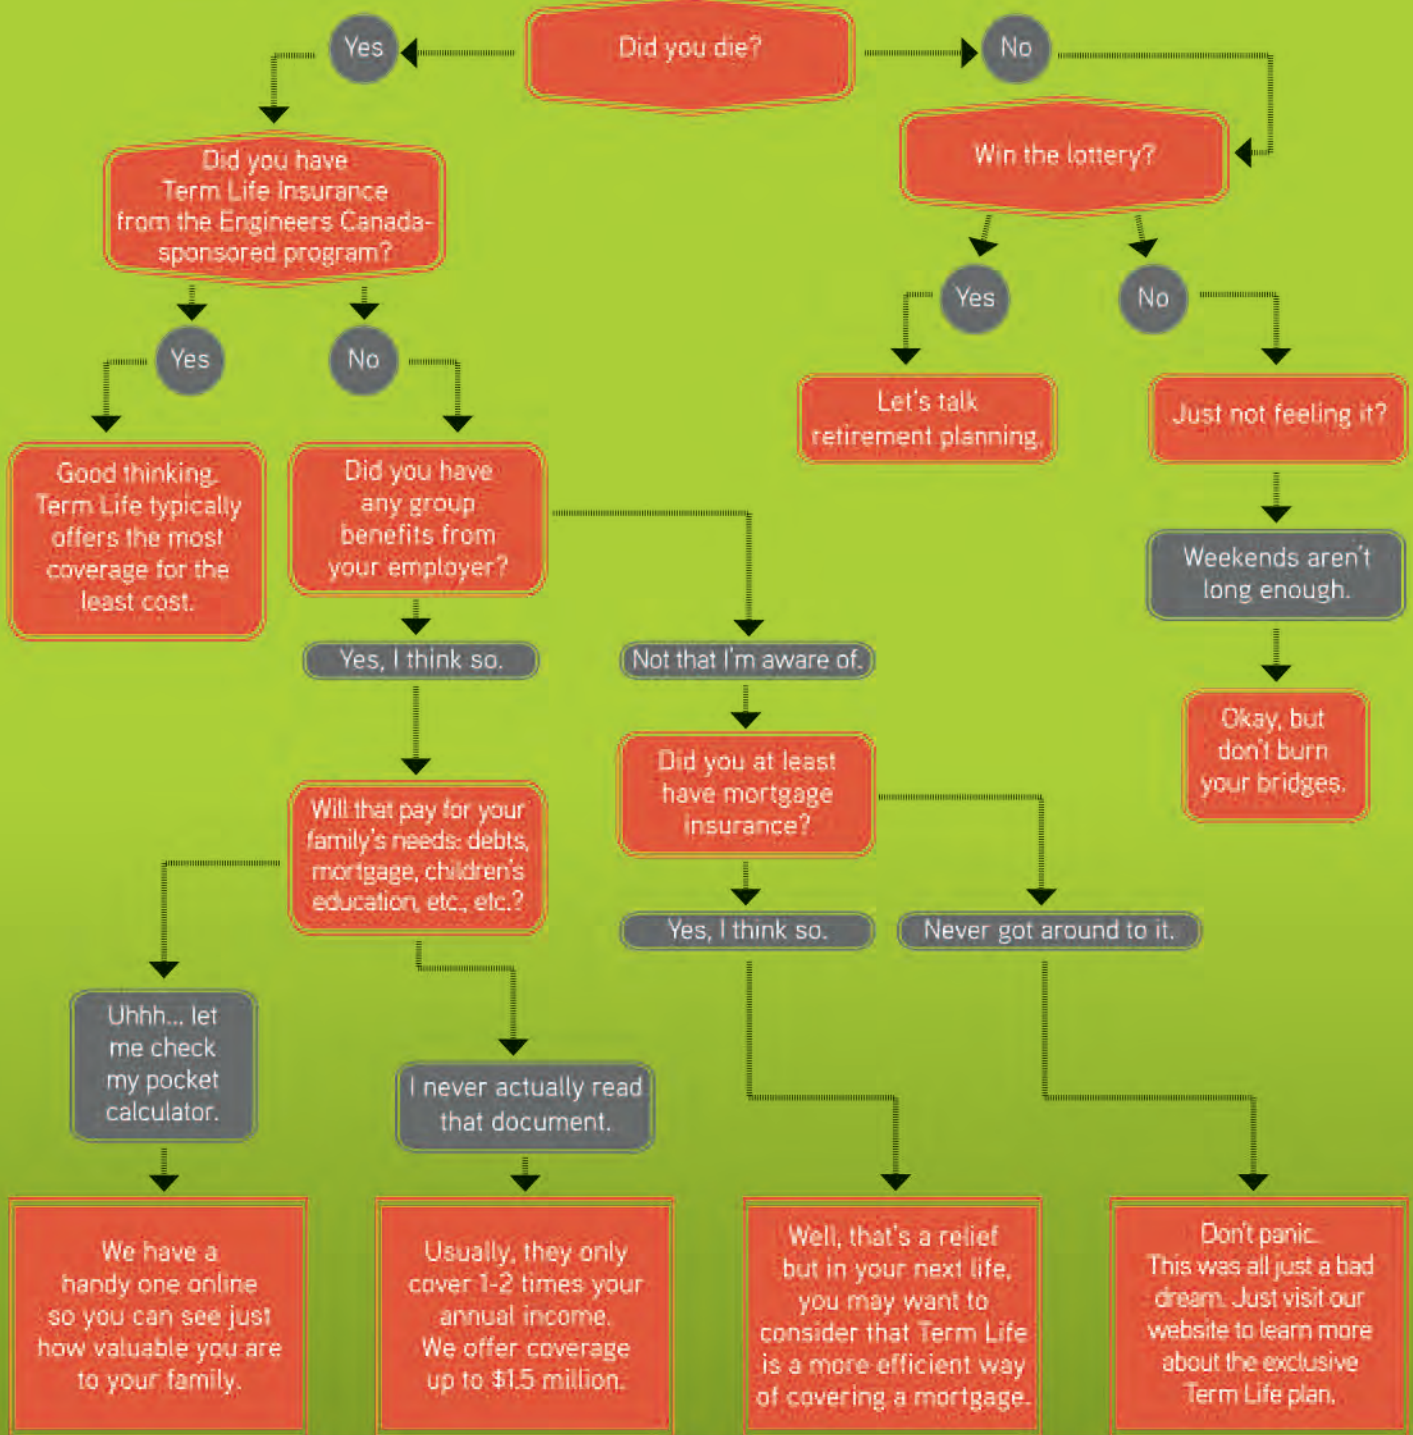 Did you die?
Yes
No
Did you have
Term Life Insurance
from the Engineers Canada-
sponsored program?
Win the lottery?
Yes
No
Yes
No
Let's talk
retirement planning.
Just not feeling it?
Good thinking.
Term Life typically
offers the most
coverage for the
least cost.
Did you have
any group
benefits from
your employer?
Weekends aren't
long enough.
Yes, I think so.
Not that I'm aware of.
Okay, but
don't burn
your bridges.
Will that pay for your
family's needs: debts,
mortgage, children's
education, etc., etc.?
Did you at least
have mortgage
insurance?
Yes, I think so.
Never got around to it.
Uhhh... let
me check
my pocket
calculator.
I never actually read
that document.
We have a
handy one online
so you can see just
how valuable you are
to your family.
Usually, they only
cover 1-2 times your
annual income.
We offer coverage
up to $1.5 million.
Well, that's a relief
but in your next life,
you may want to
consider that Term Life
is a more efficient way
of covering a mortgage.
Don't panic.
This was all just a bad
dream. Just visit our
website to learn more
about the exclusive
Term Life plan.